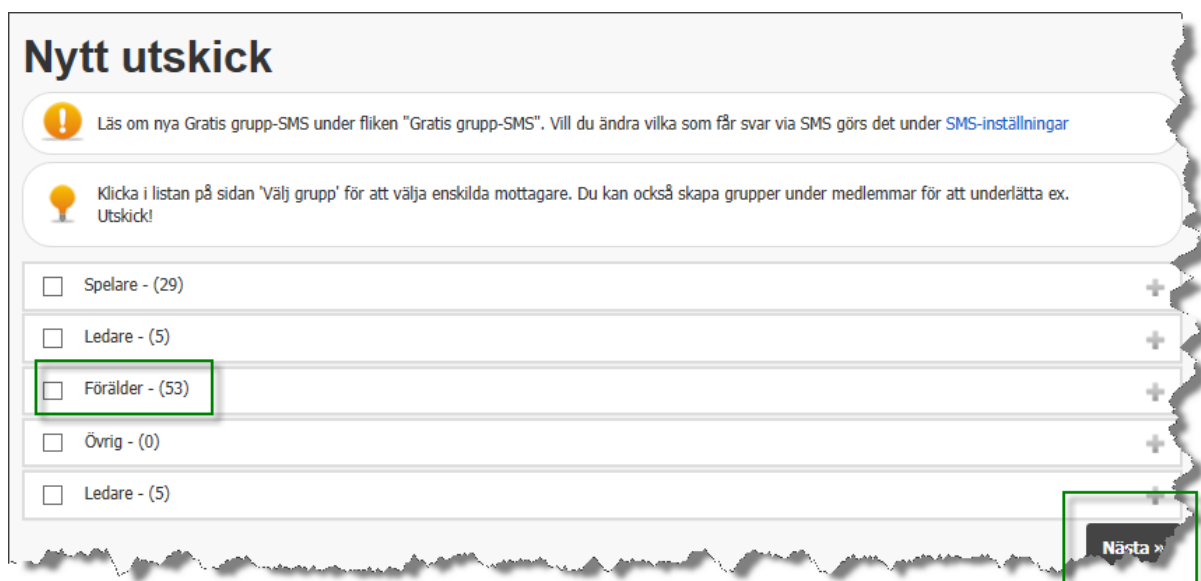 Nytt utskick
Läs om nya Gratis grupp-SMS under fliken "Gratis grupp-SMS". Vill du ändra vilka som får svar via SMS görs det under SMS-inställningar
Klicka i listan på sidan 'Välj grupp' för att välja enskilda mottagare. Du kan också skapa grupper under medlemmar för att underlätta ex.
Utskick!
Spelare - (29)
Ledare - (5)
Förälder - (53)
Övrig - (0)
Ledare - (5)
Nästa »